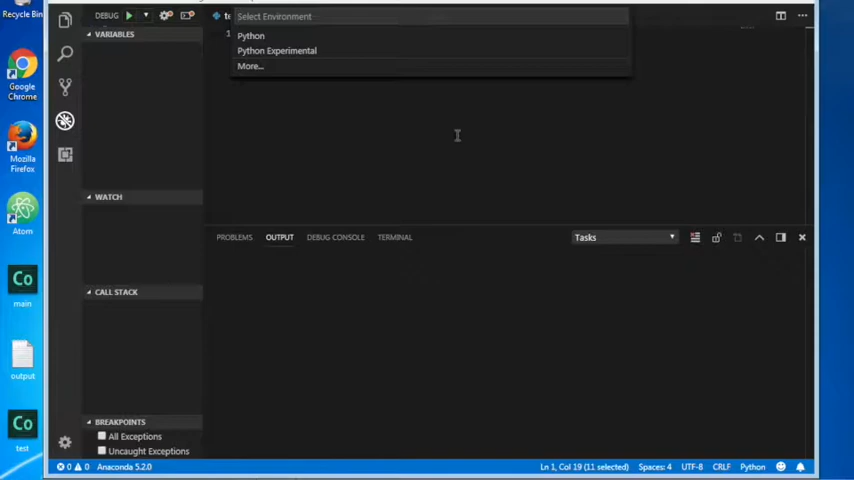 Recycle Bin
Google
Chrome
Mozilla
Firefox
Atom
Co
main
output
Co
test
DEBUG
Select Environment
Python
Python Experimental
More...
VARIABLES
WATCH
CALL STACK
BREAKPOINTS
All Exceptions
Uncaught Exceptions
1
PROBLEMS OUTPUT DEBUG CONSOLE TERMINAL
Tasks
0 0 Anaconda 5.2.0
Ln 1, Col 19 (11 selected) Spaces: 4 UTF-8 CRLF Python